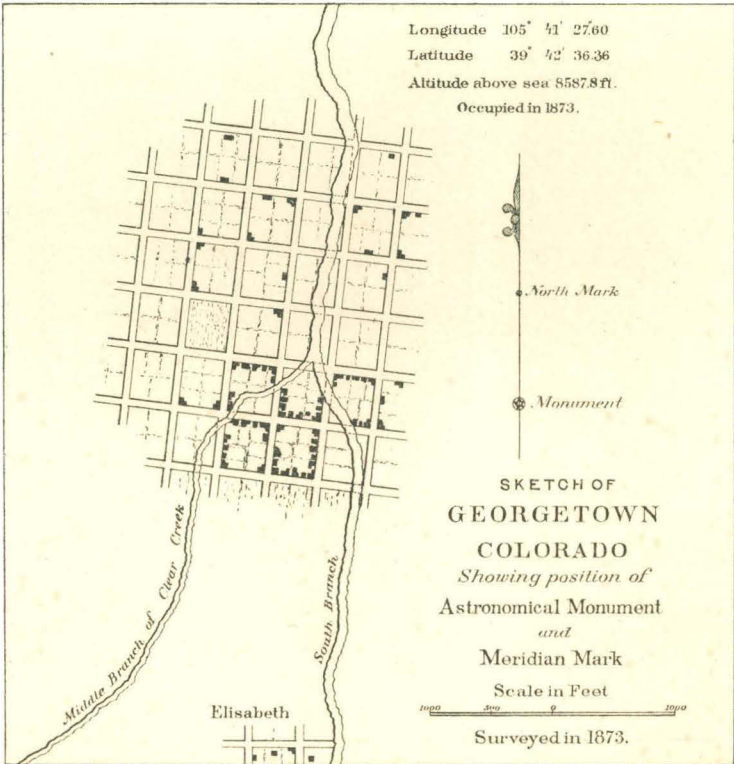 Longitude 105° 41' 27.″60
Latitude 39° 42' 36.36
Altitude above sea 8587.8 ft.
Occupied in 1873.
North Mark
Monument
SKETCH OF
GEORGETOWN
COLORADO
Showing position of
Astronomical Monument
and
Meridian Mark
Scale in Feet
1000 500 0 1000
Surveyed in 1873.
Middle Branch of Clear Creek
South Branch
Elisabeth